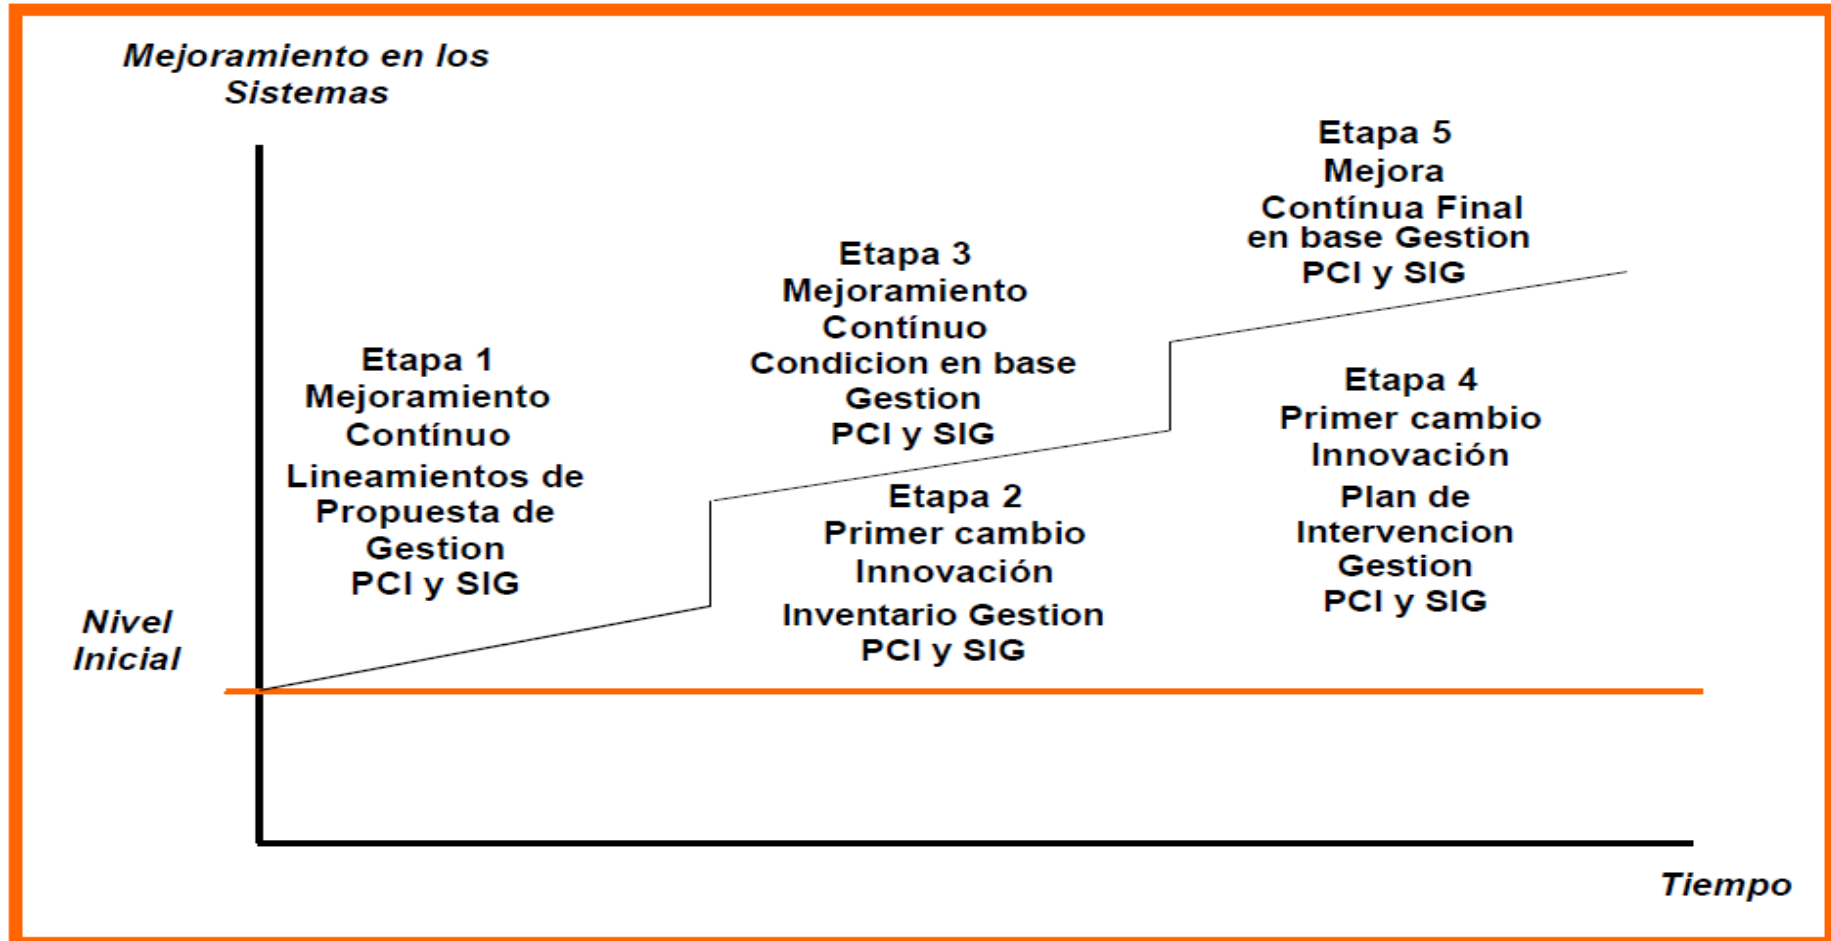 Mejoramiento en los
Sistemas
Etapa 1
Mejoramiento
Contínuo
Lineamientos de
Propuesta de
Gestion
PCI y SIG
Etapa 3
Mejoramiento
Contínuo
Condicion en base
Gestion
PCI y SIG
Etapa 2
Primer cambio
Innovación
Inventario Gestion
PCI y SIG
Etapa 5
Mejora
Contínua Final
en base Gestion
PCI y SIG
Etapa 4
Primer cambio
Innovación
Plan de
Intervencion
Gestion
PCI y SIG
Nivel
Inicial
Tiempo